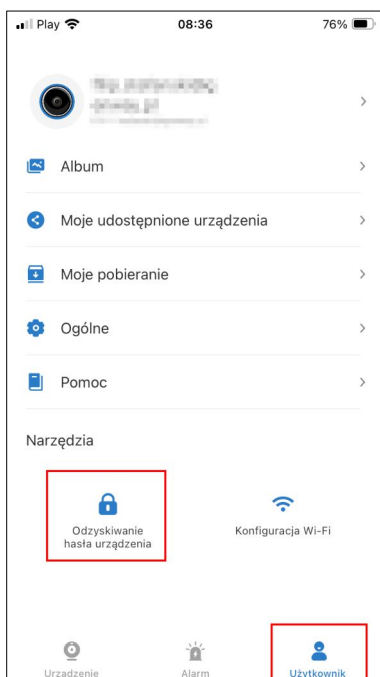 Play
08:36
76%
Album
Moje udostępnione urządzenia
Moje pobieranie
Ogólne
Pomoc
Narzędzia
Odzyskiwanie
hasła urządzenia
Konfiguracja Wi-Fi
Urządzenie
Alarm
Użytkownik